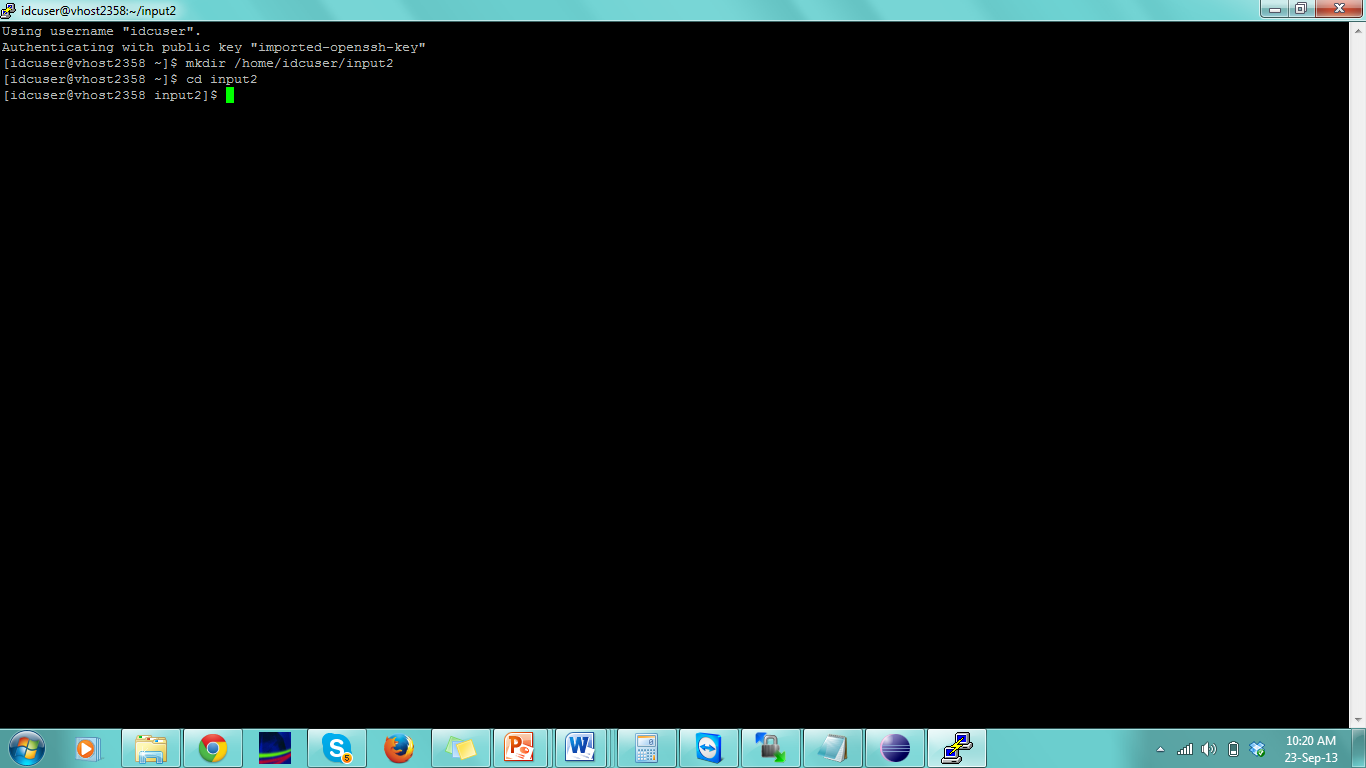 idcuser@vhost2358:~/input2
Using username "idcuser".
Authenticating with public key "imported-openssh-key"
[idcuser@vhost2358 ~]$ mkdir /home/idcuser/input2
[idcuser@vhost2358 ~]$ cd input2
[idcuser@vhost2358 input2]$
S
5
P
W
10:20 AM
23-Sep-13